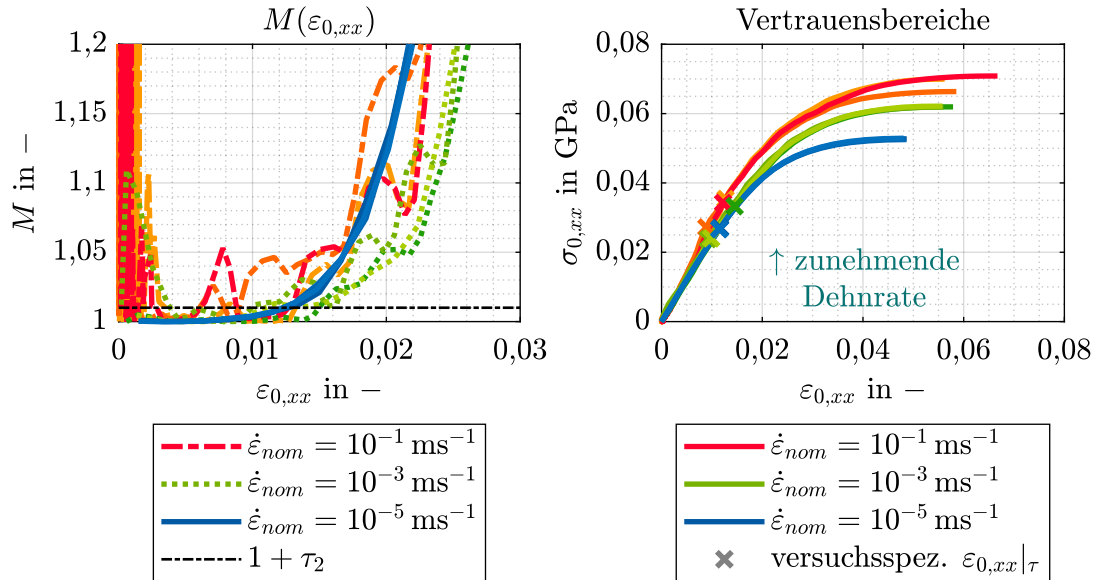 M(ε₀,ₓₓ)
1,2
1,15
1,1
1,05
1
M in −
0
0,01
0,02
0,03
ε₀,ₓₓ in −
ε̇ₙₒₘ = 10⁻¹ ms⁻¹
ε̇ₙₒₘ = 10⁻³ ms⁻¹
ε̇ₙₒₘ = 10⁻⁵ ms⁻¹
1 + τ₂
Vertrauensbereiche
0,08
0,06
0,04
0,02
0
σ₀,ₓₓ in GPa
↑ zunehmende
Dehnrate
0
0,02
0,04
0,06
0,08
ε₀,ₓₓ in −
ε̇ₙₒₘ = 10⁻¹ ms⁻¹
ε̇ₙₒₘ = 10⁻³ ms⁻¹
ε̇ₙₒₘ = 10⁻⁵ ms⁻¹
versuchsspez. ε₀,ₓₓ|τ